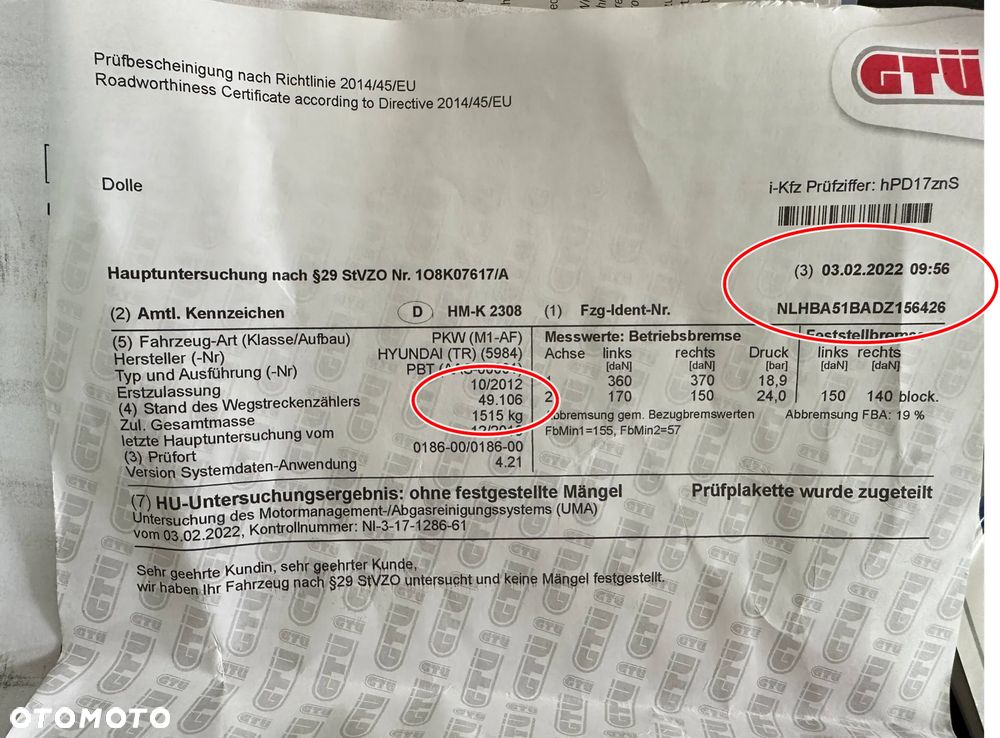 Prüfbescheinigung nach Richtlinie 2014/45/EU
Roadworthiness Certificate according to Directive 2014/45/EU
GTÜ
Dolle
i-Kfz Prüfziffer: hPD17znS
Hauptuntersuchung nach §29 StVZO Nr. 1O8K07617/A
(3) 03.02.2022 09:56
(2) Amtl. Kennzeichen D HM-K 2308 (1) Fzg-Ident-Nr. NLHBA51BADZ156426
(5) Fahrzeug-Art (Klasse/Aufbau) PKW (M1-AF)
Hersteller (-Nr) HYUNDAI (TR) (5984)
Typ und Ausführung (-Nr) PBT
Erstzulassung 10/2012
(4) Stand des Wegstreckenzählers 49.106
Zul. Gesamtmasse 1515 kg
letzte Hauptuntersuchung vom
(3) Prüfort 0186-00/0186-00
Version Systemdaten-Anwendung 4.21
Messwerte: Betriebsbremse Feststellbremse
Achse links rechts Druck links rechts
[daN] [daN] [bar] [daN] [daN]
360 370 18,9
2 170 150 24,0 150 140 block.
Abbremsung gem. Bezugbremswerten Abbremsung FBA: 19 %
FbMin1=155, FbMin2=57
(7) HU-Untersuchungsergebnis: ohne festgestellte Mängel Prüfplakette wurde zugeteilt
Untersuchung des Motormanagement-/Abgasreinigungssystems (UMA)
vom 03.02.2022, Kontrollnummer: NI-3-17-1286-61
Sehr geehrte Kundin, sehr geehrter Kunde,
wir haben Ihr Fahrzeug nach §29 StVZO untersucht und keine Mängel festgestellt.
OTOMOTO